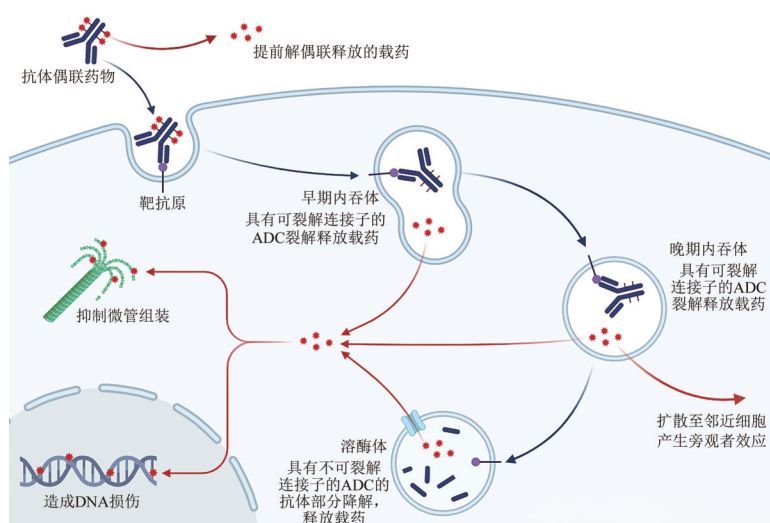 提前解偶联释放的载药
抗体偶联药物
靶抗原
早期内吞体
具有可裂解连接子的
ADC裂解释放载药
晚期内吞体
具有可裂解
连接子的ADC
裂解释放载药
抑制微管组装
扩散至邻近细胞
产生旁观者效应
溶酶体
具有不可裂解
连接子的ADC的
抗体部分降解，
释放载药
造成DNA损伤